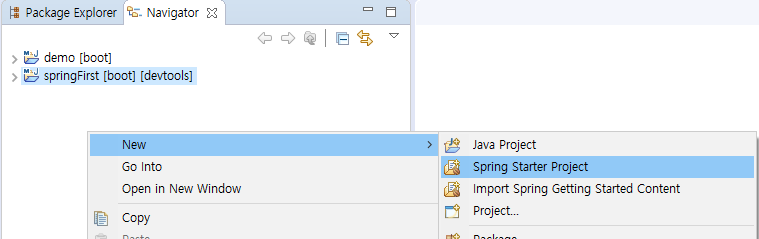 Package Explorer Navigator
demo [boot]
springFirst [boot] [devtools]
New
Go Into
Open in New Window
Copy
Paste
Java Project
Spring Starter Project
Import Spring Getting Started Content
Project...
Package